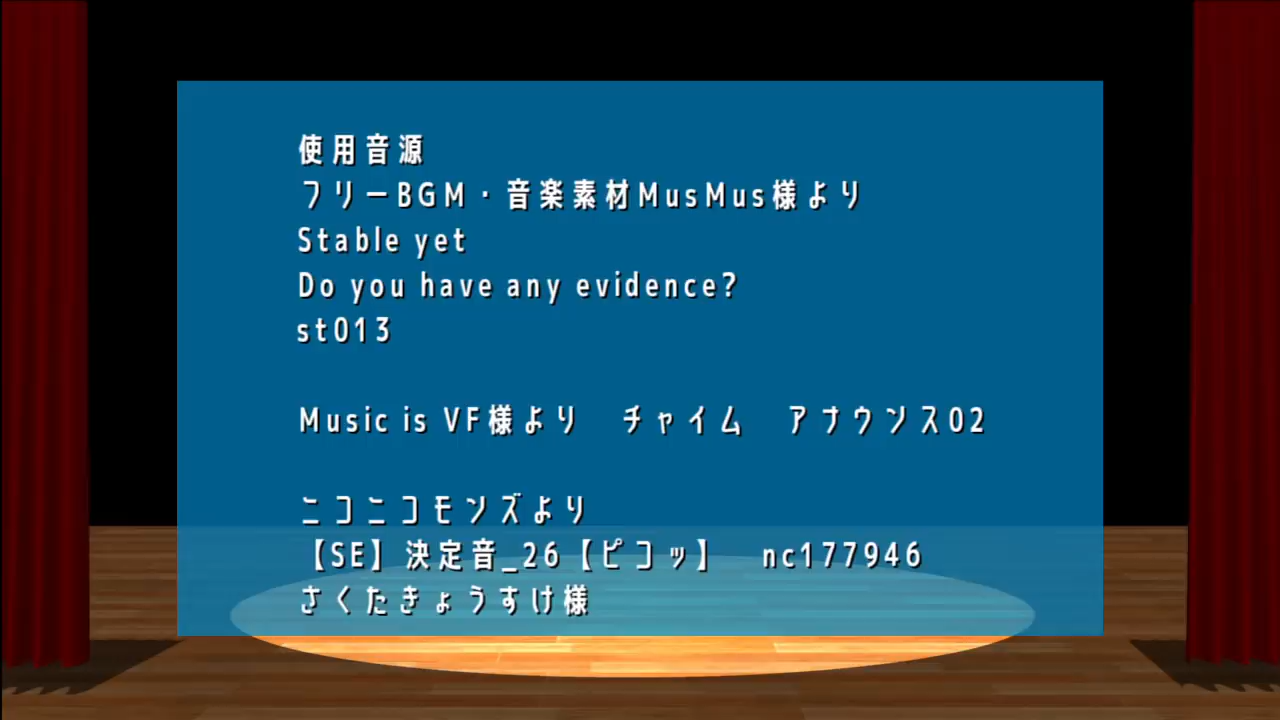 使用音源
フリーBGM・音楽素材MusMus様より
Stable yet
Do you have any evidence?
st013
Music is VF様より　チャイム　アナウンス02
ニコニコモンズより
【SE】決定音_26【ピコッ】　nc177946
さくたきょうすけ様